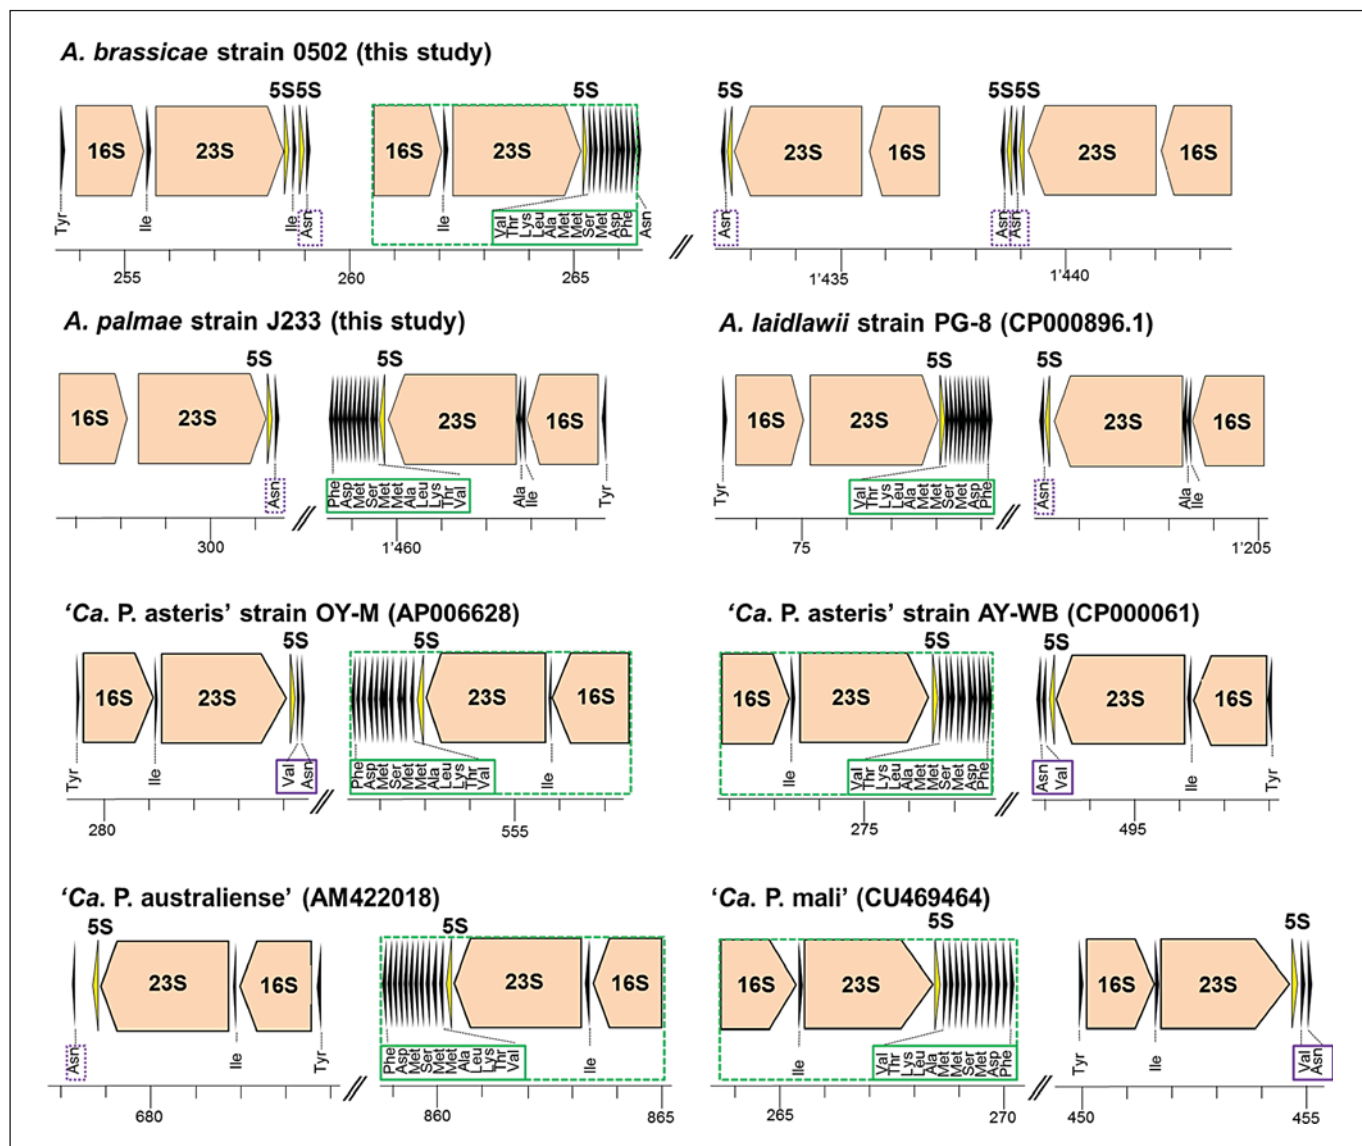 A. brassicae strain 0502 (this study)
5S 5S 5S 5S 5S 5S
16S 23S 16S 23S 23S 16S 23S 16S
Tyr Ile Ile Asn Ile Val Thr Lys Leu Ala Met Met Ser Met Asp Phe Asn Asn Asn Asn
255 260 265 1'435 1'440
A. palmae strain J233 (this study) A. laidlawii strain PG-8 (CP000896.1)
5S 5S 5S 5S
16S 23S 23S 16S 16S 23S 23S 16S
Asn Phe Asp Met Ser Met Met Ala Leu Lys Thr Val Ala Ile Tyr Tyr Val Thr Lys Leu Ala Met Met Ser Met Asp Phe Asn Ala Ile
300 1'460 75 1'205
‘Ca. P. asteris’ strain OY-M (AP006628) ‘Ca. P. asteris’ strain AY-WB (CP000061)
5S 5S 5S 5S
16S 23S 23S 16S 16S 23S 23S 16S
Tyr Ile Val Asn Phe Asp Met Ser Met Met Ala Leu Lys Thr Val Ile Ile Val Thr Lys Leu Ala Met Met Ser Met Asp Phe Asn Val Ile Tyr
280 555 275 495
‘Ca. P. australiense’ (AM422018) ‘Ca. P. mali’ (CU469464)
5S 5S 5S 5S
23S 16S 23S 16S 16S 23S 16S 23S
Asn Ile Tyr Phe Asp Met Ser Met Met Ala Leu Lys Thr Val Ile Ile Val Thr Lys Leu Ala Met Met Ser Met Asp Phe Tyr Ile Val Asn
680 860 865 265 270 450 455